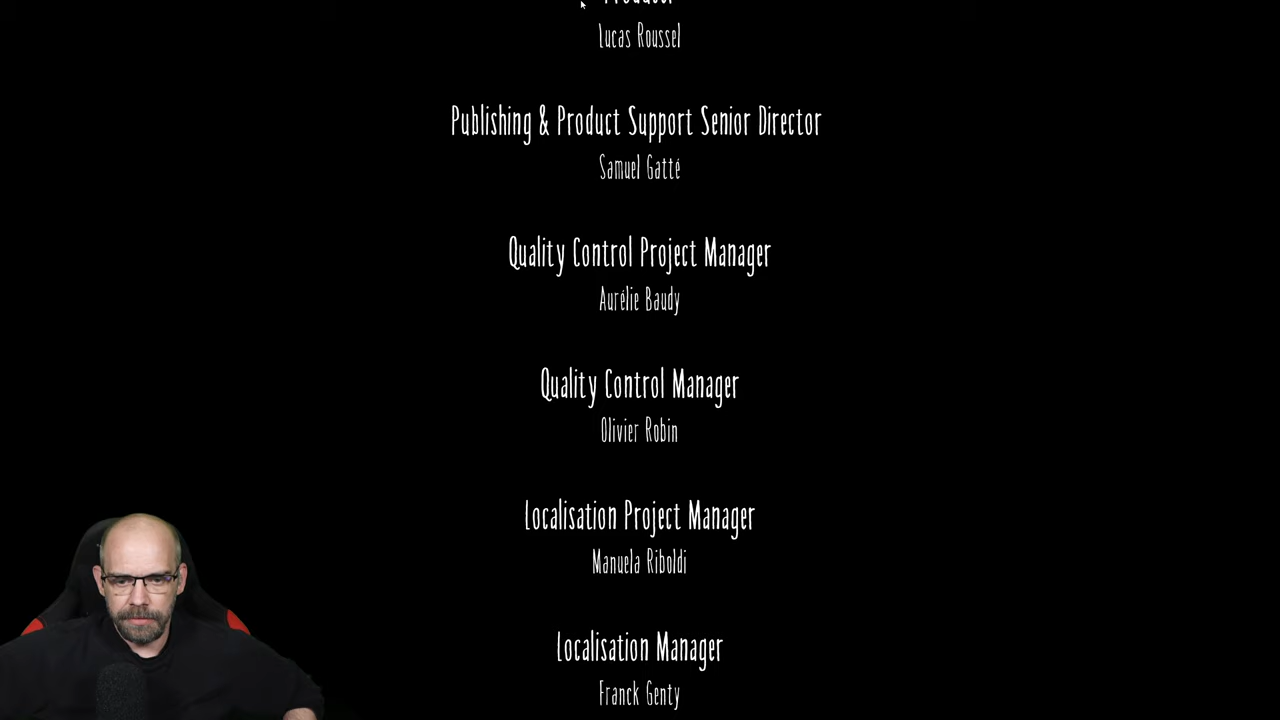 Producer
Lucas Roussel
Publishing & Product Support Senior Director
Samuel Gatté
Quality Control Project Manager
Aurélie Baudy
Quality Control Manager
Olivier Robin
Localisation Project Manager
Manuela Riboldi
Localisation Manager
Franck Genty